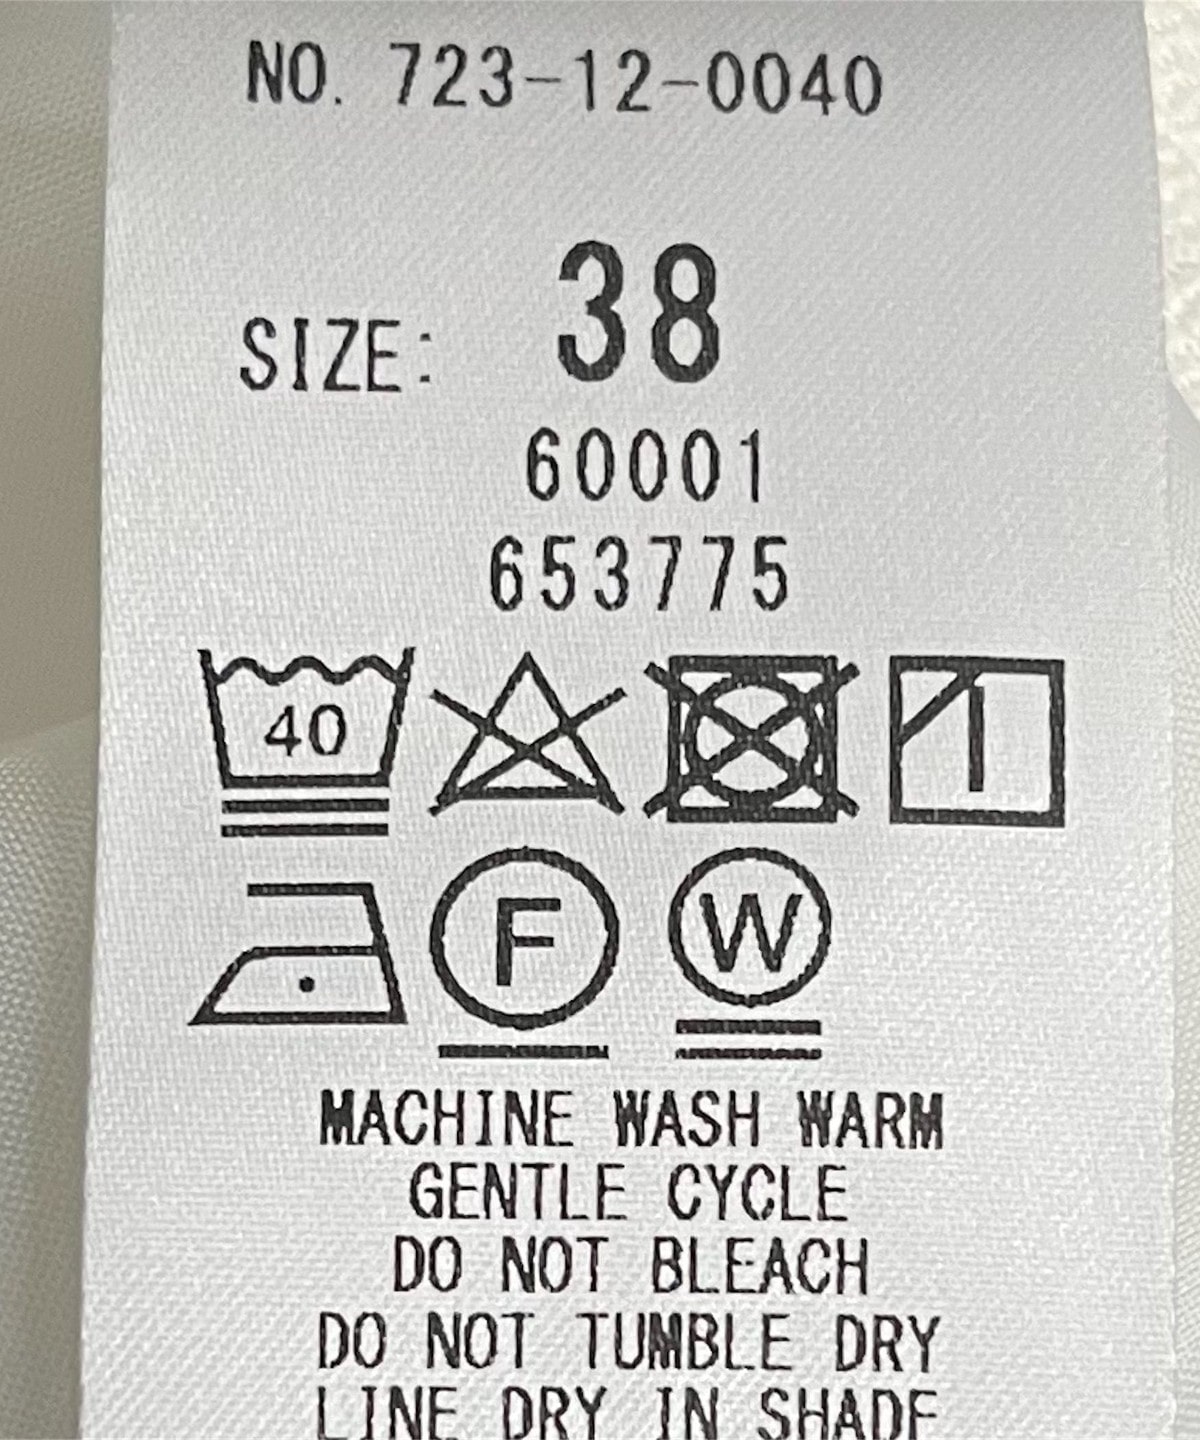 NO. 723-12-0040
SIZE: 38
60001
653775
40
F W
MACHINE WASH WARM
GENTLE CYCLE
DO NOT BLEACH
DO NOT TUMBLE DRY
LINE DRY IN SHADE